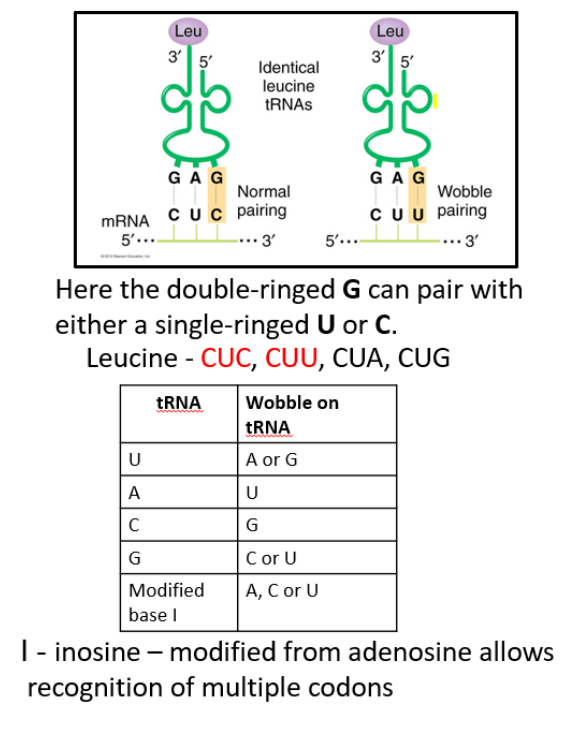 Leu
Leu
3′ 5′
3′ 5′
Identical
leucine
tRNAs
G A G
G A G
Normal
pairing
Wobble
pairing
mRNA
C U C
C U U
5′••• ••• 3′
5′••• ••• 3′
Here the double-ringed G can pair with
either a single-ringed U or C.
Leucine - CUC, CUU, CUA, CUG
tRNA Wobble on
tRNA
U A or G
A U
C G
G C or U
Modified A, C or U
base I
I - inosine – modified from adenosine allows
recognition of multiple codons